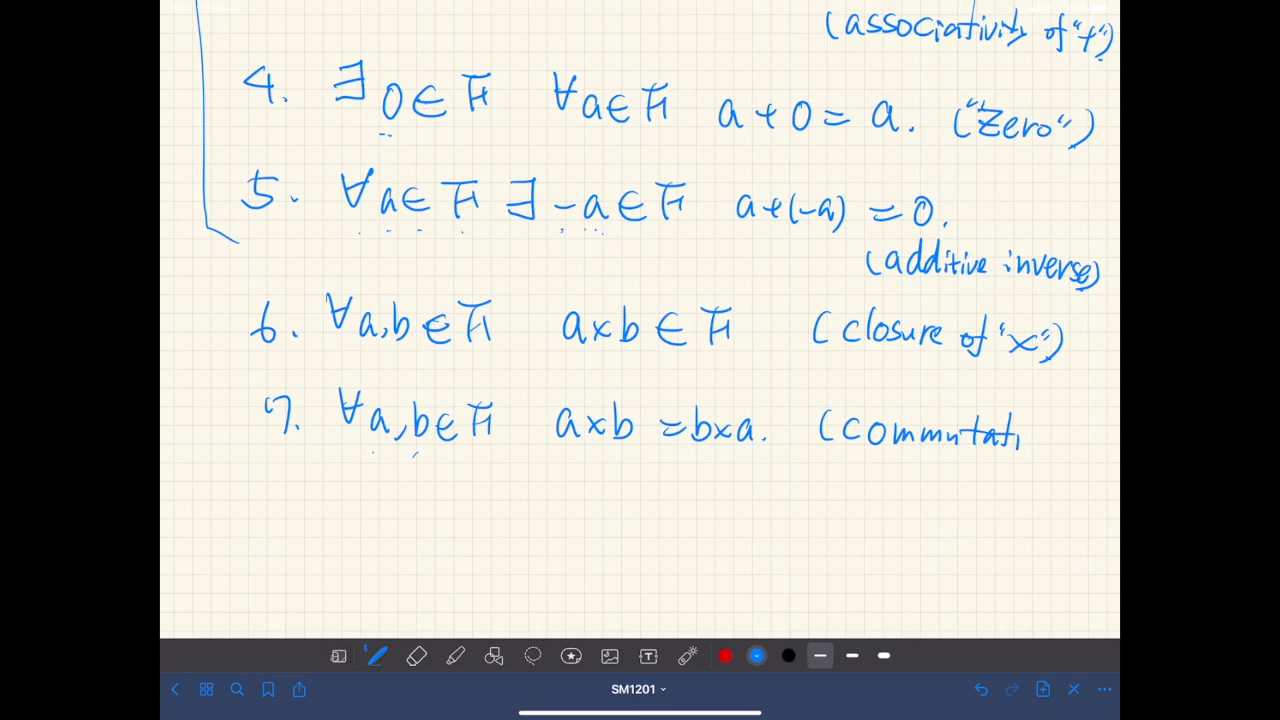 (associativity of "+")
4. ∃ 0 ∈ 𝔽 ∀a ∈ 𝔽 a + 0 = a. ("Zero")
5. ∀a ∈ 𝔽 ∃ -a ∈ 𝔽 a + (-a) = 0.
(additive inverse)
6. ∀a,b ∈ 𝔽 a×b ∈ 𝔽 (closure of "×")
7. ∀a,b ∈ 𝔽 a×b = b×a. (commutati
SM1201